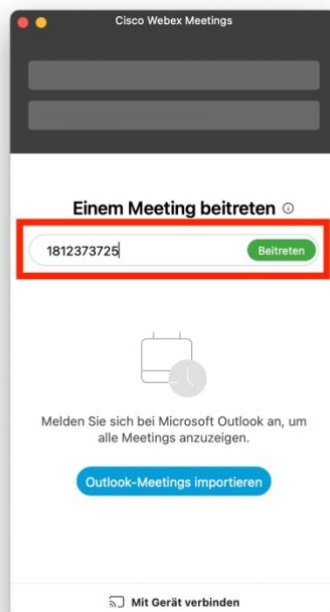 Cisco Webex Meetings
Einem Meeting beitreten
1812373725
Beitreten
Melden Sie sich bei Microsoft Outlook an, um
alle Meetings anzuzeigen.
Outlook-Meetings importieren
Mit Gerät verbinden